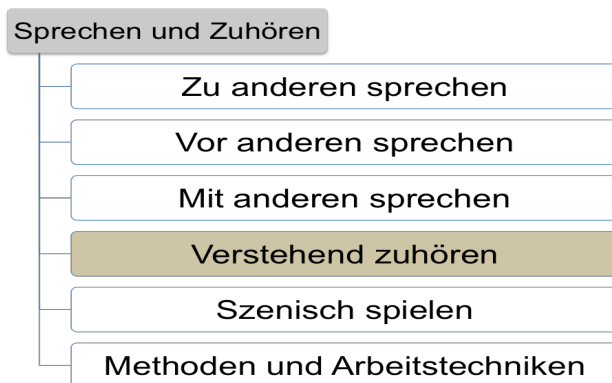 Sprechen und Zuhören
Zu anderen sprechen
Vor anderen sprechen
Mit anderen sprechen
Verstehend zuhören
Szenisch spielen
Methoden und Arbeitstechniken